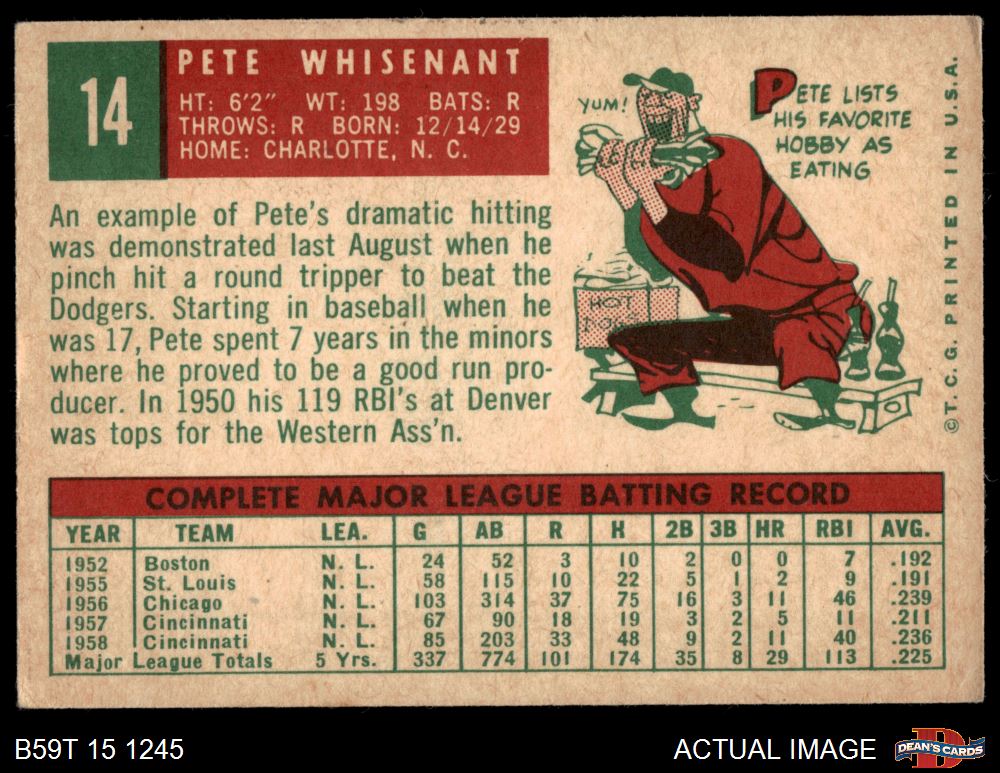 14
PETE WHISENANT
HT: 6'2" WT: 198 BATS: R
THROWS: R BORN: 12/14/29
HOME: CHARLOTTE, N. C.
YUM!
PETE LISTS
HIS FAVORITE
HOBBY AS
EATING
HOT
An example of Pete's dramatic hitting
was demonstrated last August when he
pinch hit a round tripper to beat the
Dodgers. Starting in baseball when he
was 17, Pete spent 7 years in the minors
where he proved to be a good run pro-
ducer. In 1950 his 119 RBI's at Denver
was tops for the Western Ass'n.
©T. C. G. PRINTED IN U.S.A.
COMPLETE MAJOR LEAGUE BATTING RECORD
YEAR TEAM LEA. G AB R H 2B 3B HR RBI AVG.
1952 Boston N. L. 24 52 3 10 2 0 0 7 .192
1955 St. Louis N. L. 58 115 10 22 5 1 2 9 .191
1956 Chicago N. L. 103 314 37 75 16 3 11 46 .239
1957 Cincinnati N. L. 67 90 18 19 3 2 5 11 .211
1958 Cincinnati N. L. 85 203 33 48 9 2 11 40 .236
Major League Totals 5 Yrs. 337 774 101 174 35 8 29 113 .225
B59T 15 1245
ACTUAL IMAGE
DEAN'S CARDS